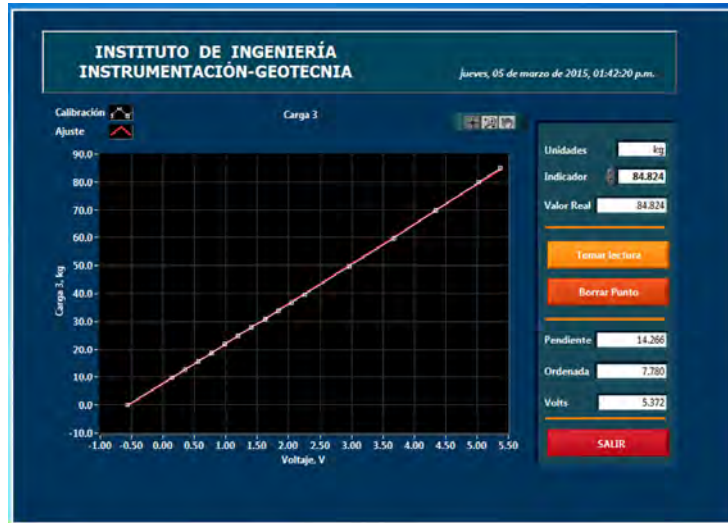 INSTITUTO DE INGENIERÍA
INSTRUMENTACIÓN-GEOTECNIA
jueves, 05 de marzo de 2015, 01:42:20 p.m.
Calibración
Ajuste
Carga 3
90.0
80.0
70.0
60.0
50.0
40.0
30.0
20.0
10.0
0.0
-10.0
Carga 3, kg
-1.00 -0.50 0.00 0.50 1.00 1.50 2.00 2.50 3.00 3.50 4.00 4.50 5.00 5.50
Voltaje, V
Unidades kg
Indicador 84.824
Valor Real 84.824
Tomar lectura
Borrar Punto
Pendiente 14.266
Ordenada 7.780
Volts 5.372
SALIR